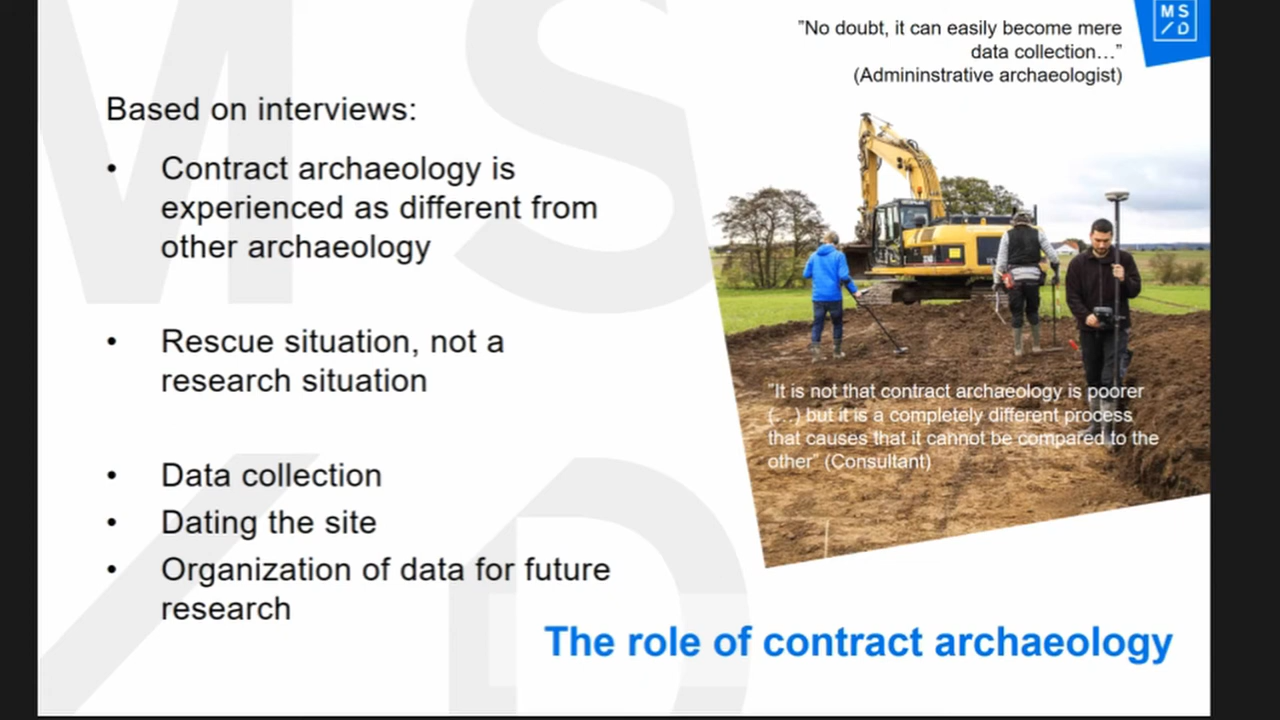 "No doubt, it can easily become mere
data collection…"
(Admininstrative archaeologist)
M S
/ D
Based on interviews:
• Contract archaeology is
experienced as different from
other archaeology
• Rescue situation, not a
research situation
• Data collection
• Dating the site
• Organization of data for future
research
"It is not that contract archaeology is poorer
(…) but it is a completely different process
that causes that it cannot be compared to the
other" (Consultant)
The role of contract archaeology